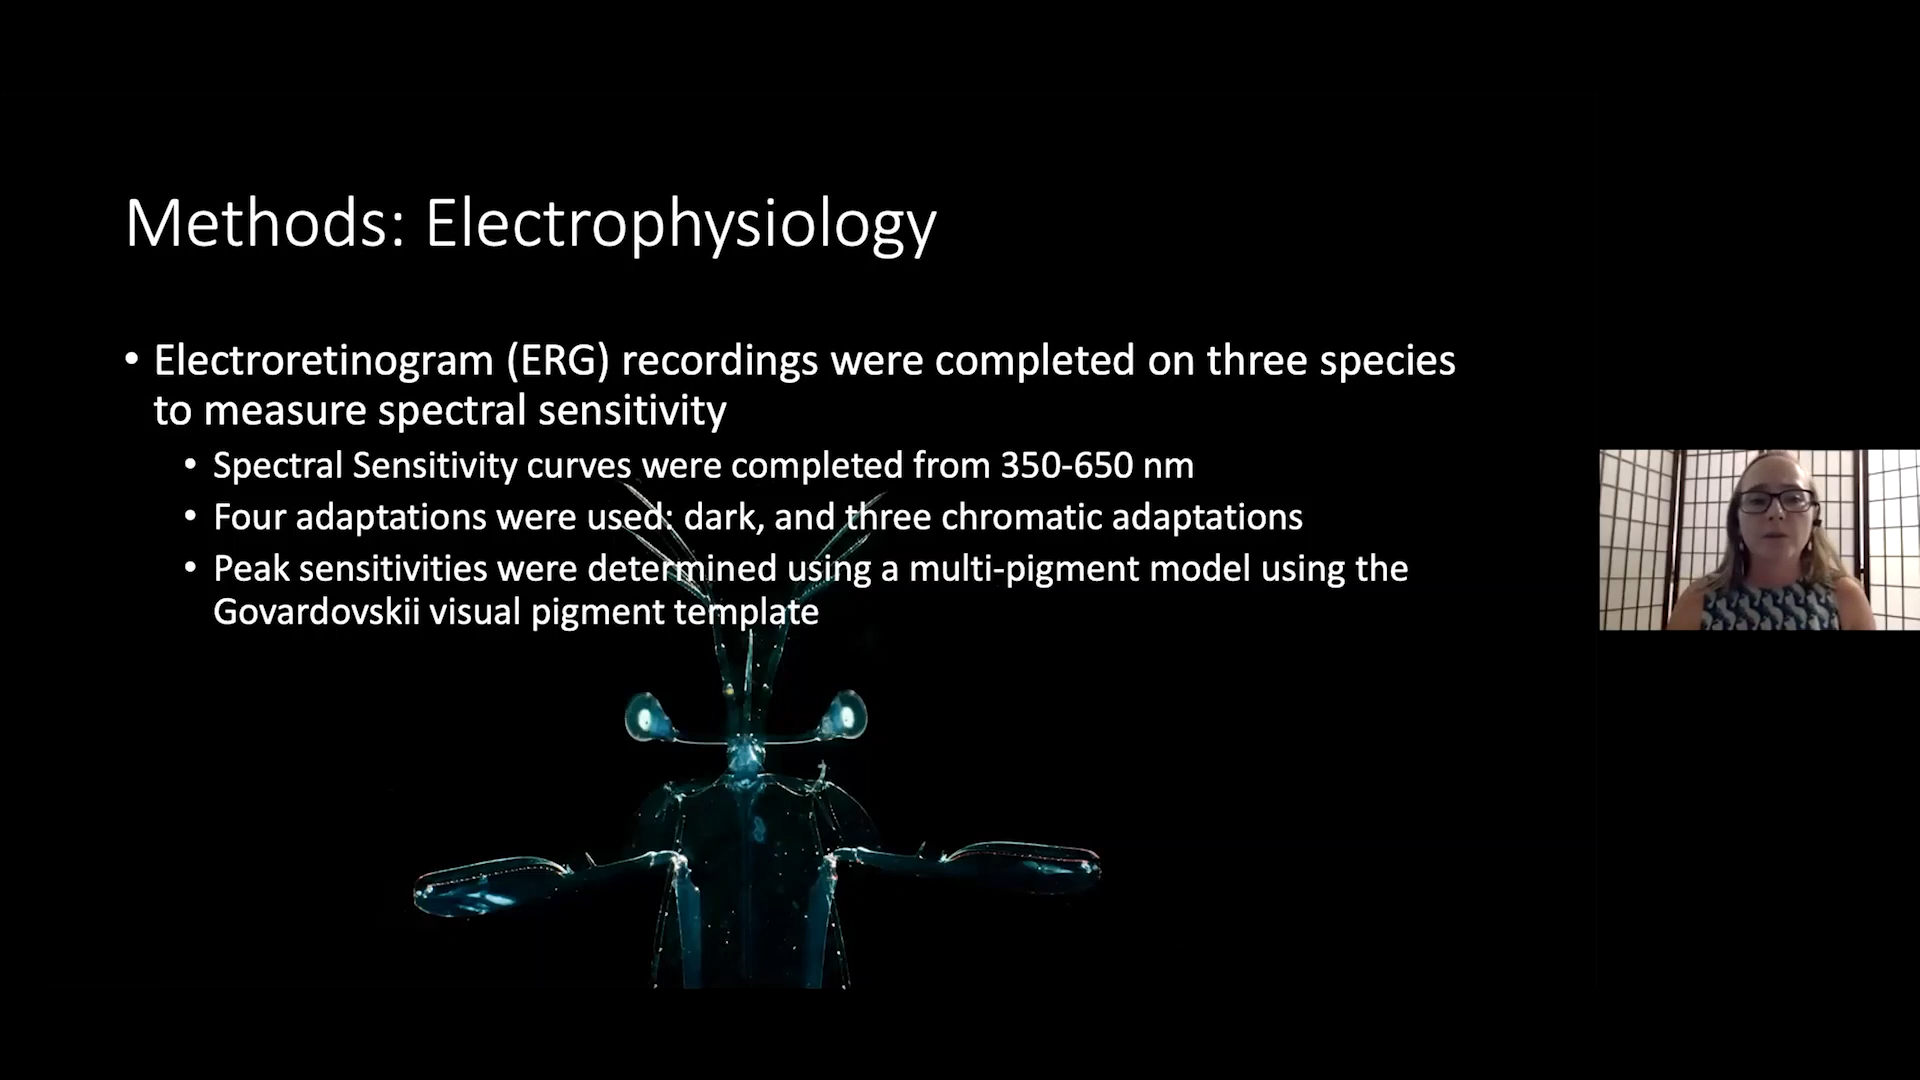 Methods: Electrophysiology
• Electroretinogram (ERG) recordings were completed on three species
to measure spectral sensitivity
• Spectral Sensitivity curves were completed from 350-650 nm
• Four adaptations were used: dark, and three chromatic adaptations
• Peak sensitivities were determined using a multi-pigment model using the
Govardovskii visual pigment template